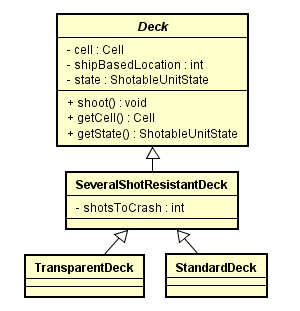 Deck
- cell : Cell
- shipBasedLocation : int
- state : ShotableUnitState
+ shoot() : void
+ getCell() : Cell
+ getState() : ShotableUnitState
SeveralShotResistantDeck
- shotsToCrash : int
TransparentDeck
StandardDeck